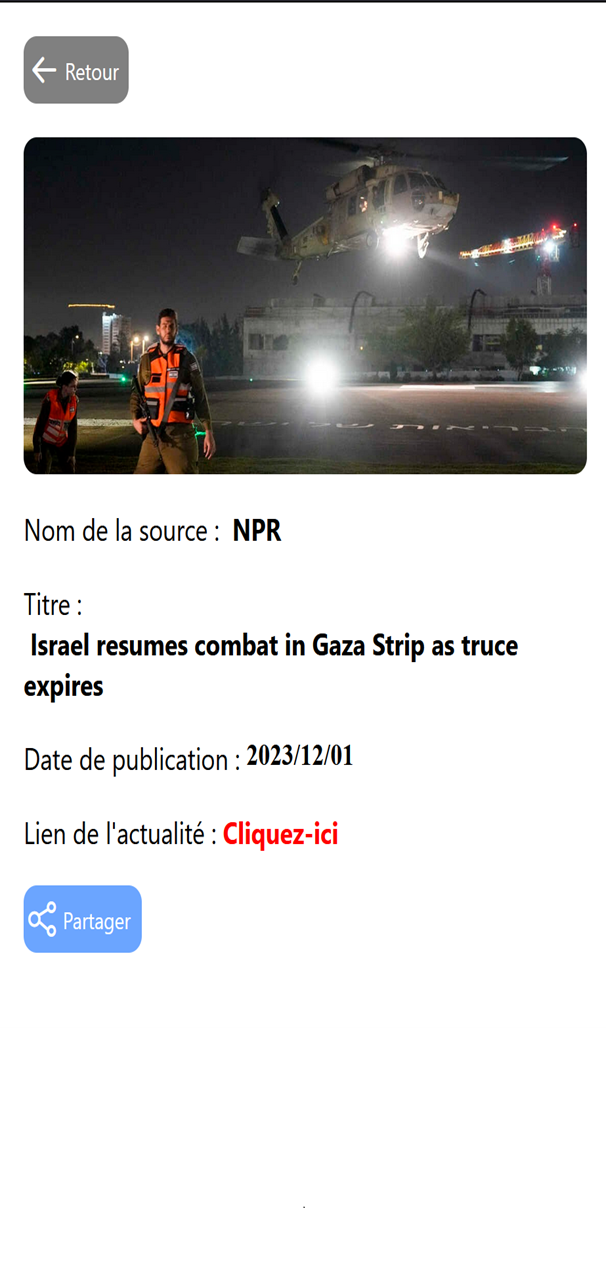 Retour
Nom de la source : NPR
Titre :
Israel resumes combat in Gaza Strip as truce
expires
Date de publication : 2023/12/01
Lien de l'actualité : Cliquez-ici
Partager